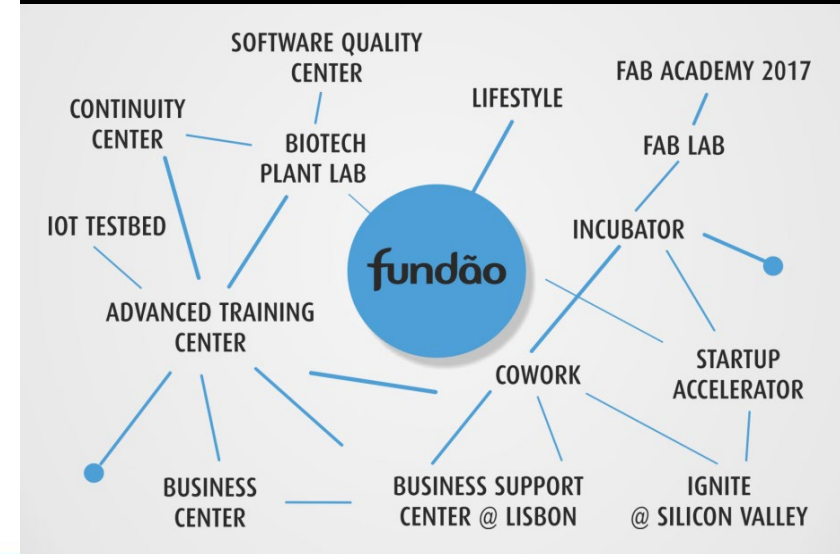 SOFTWARE QUALITY
CENTER
FAB ACADEMY 2017
LIFESTYLE
CONTINUITY
CENTER
BIOTECH
PLANT LAB
FAB LAB
IOT TESTBED
INCUBATOR
fundão
ADVANCED TRAINING
CENTER
STARTUP
ACCELERATOR
COWORK
BUSINESS
CENTER
BUSINESS SUPPORT
CENTER @ LISBON
IGNITE
@ SILICON VALLEY